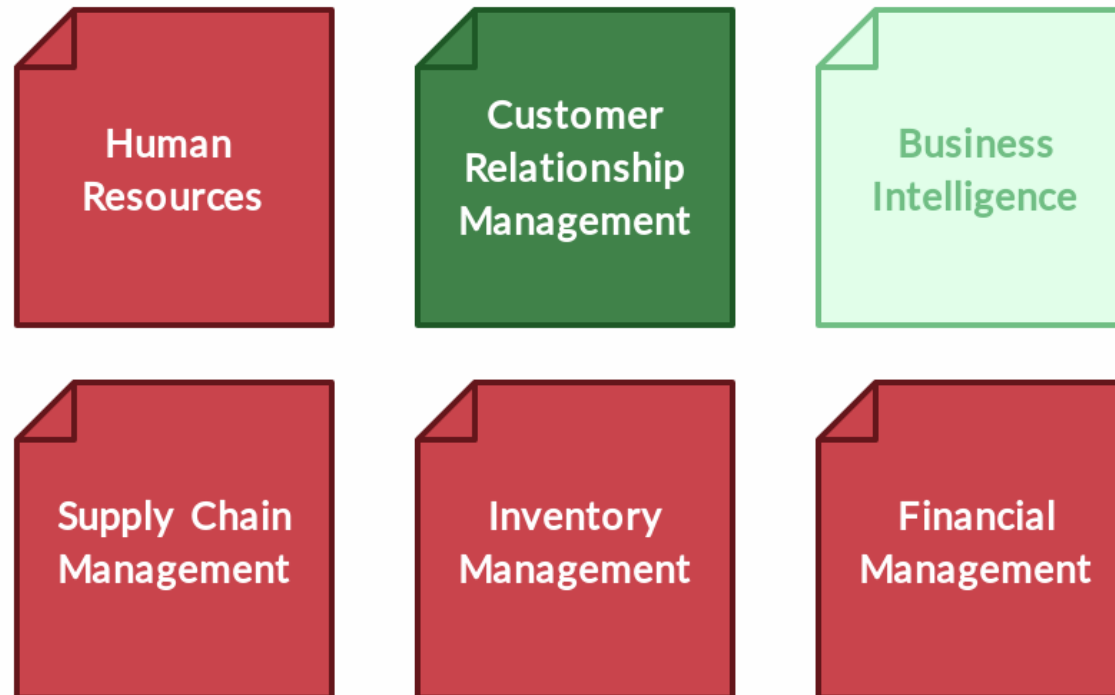 Human
Resources
Customer
Relationship
Management
Business
Intelligence
Supply Chain
Management
Inventory
Management
Financial
Management